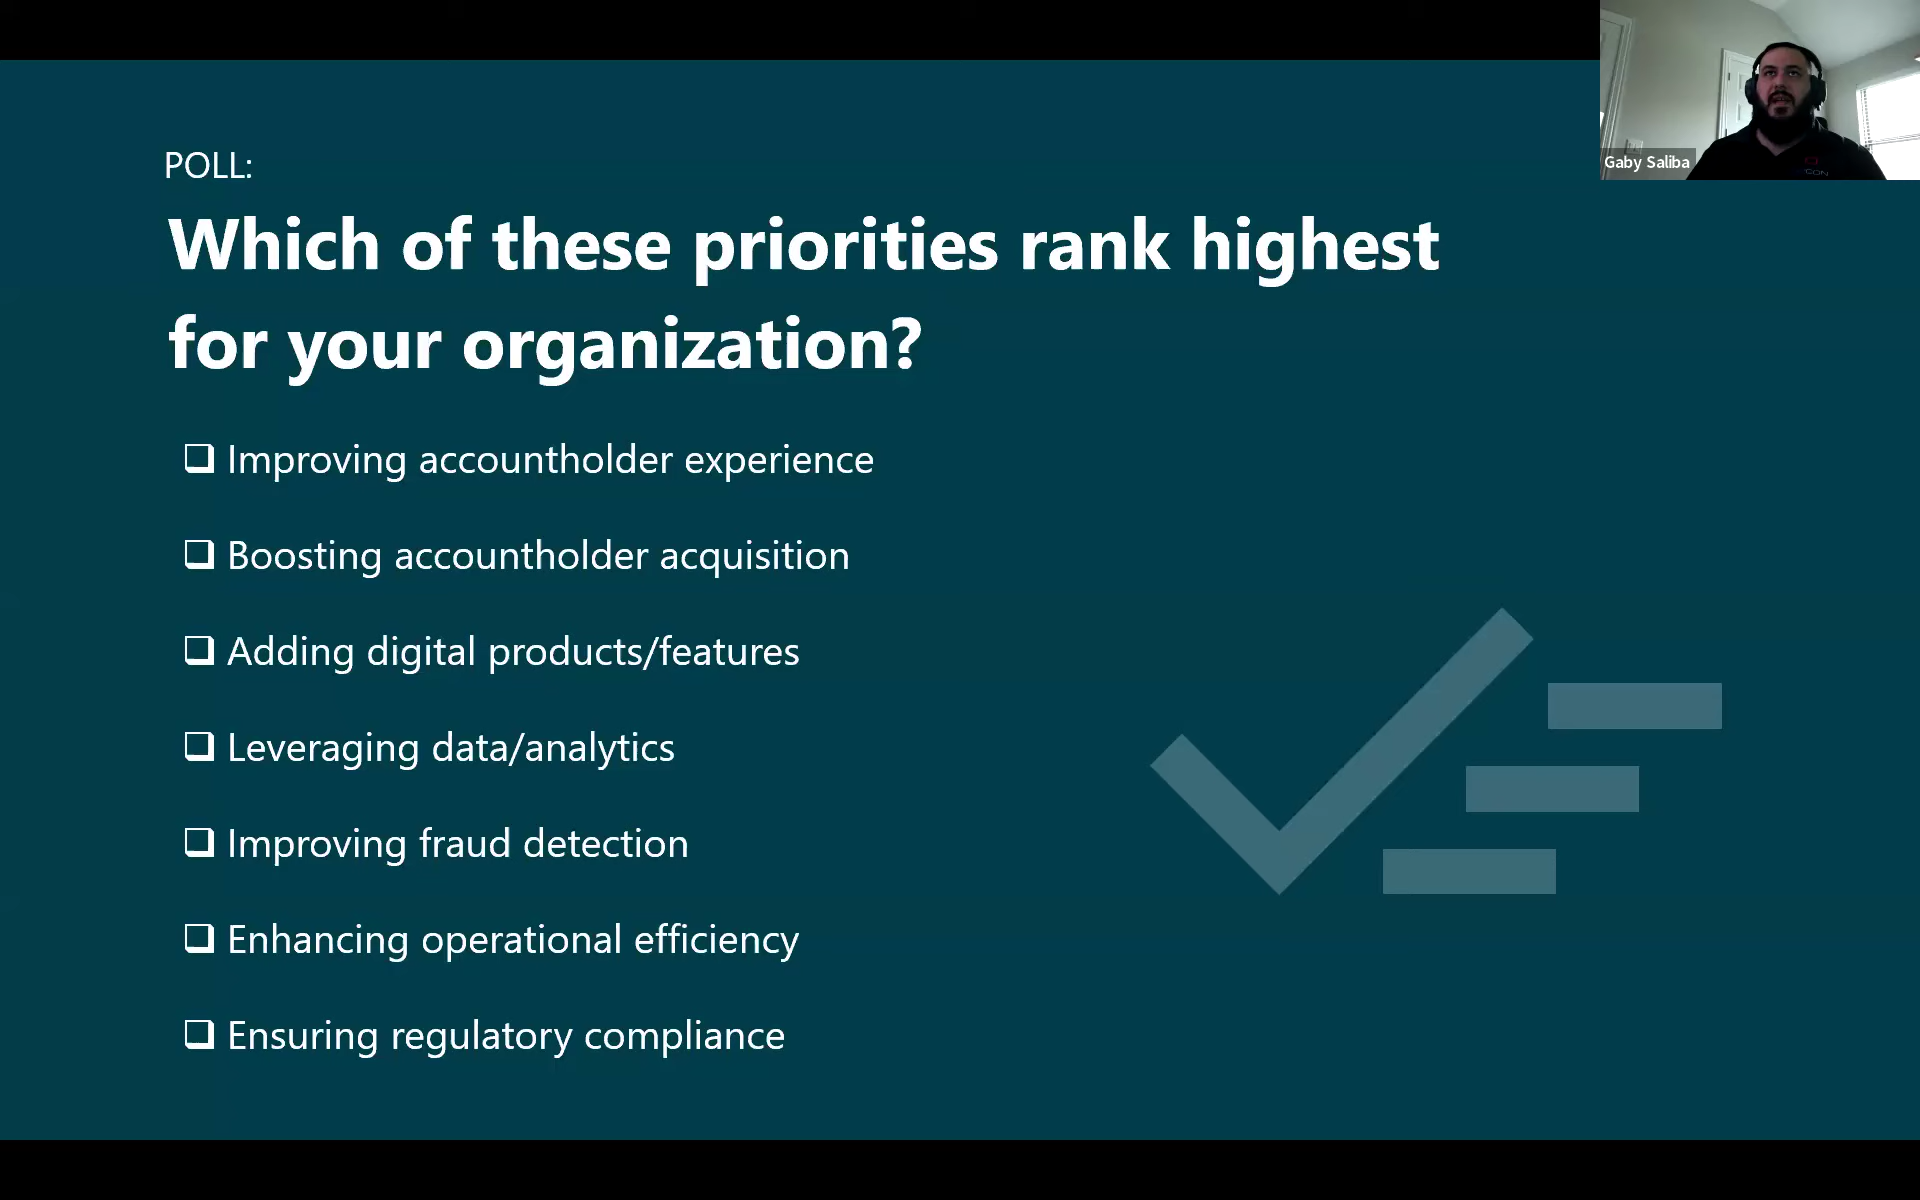 POLL:
Which of these priorities rank highest
for your organization?
Improving accountholder experience
Boosting accountholder acquisition
Adding digital products/features
Leveraging data/analytics
Improving fraud detection
Enhancing operational efficiency
Ensuring regulatory compliance
Gaby Saliba